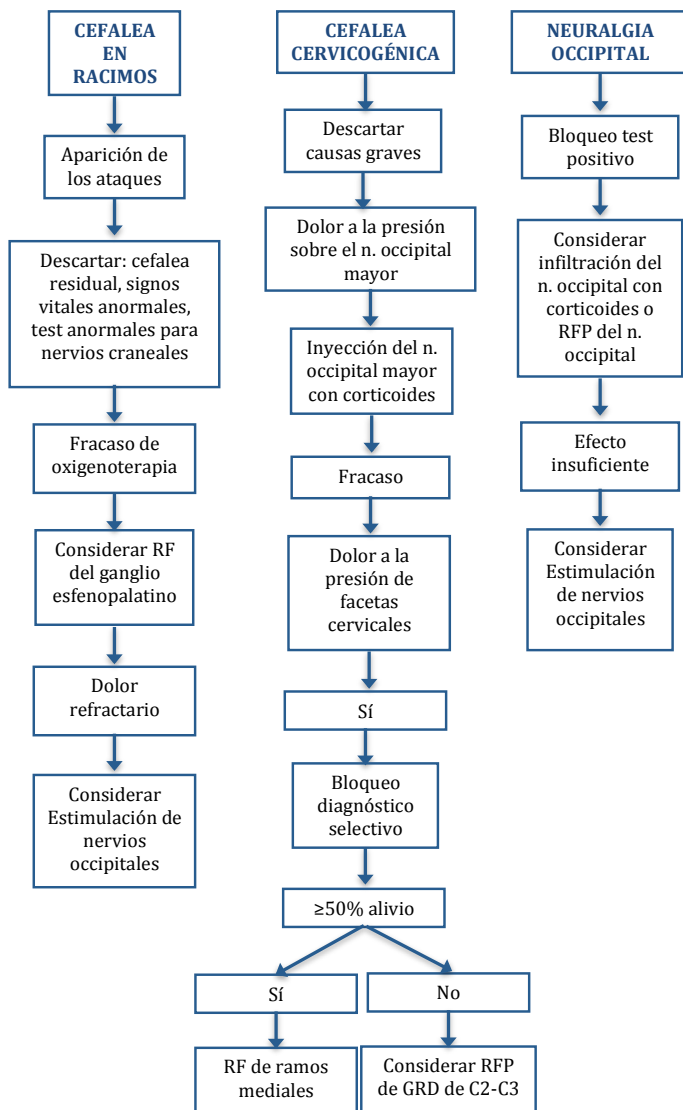 CEFALEA
EN
RACIMOS
Aparición de
los ataques
Descartar: cefalea
residual, signos
vitales anormales,
test anormales para
nervios craneales
Fracaso de
oxigenoterapia
Considerar RF
del ganglio
esfenopalatino
Dolor
refractario
Considerar
Estimulación de
nervios
occipitales
CEFALEA
CERVICOGÉNICA
Descartar
causas graves
Dolor a la presión
sobre el n. occipital
mayor
Inyección del n.
occipital mayor
con corticoides
Fracaso
Dolor a la
presión de
facetas
cervicales
Sí
Bloqueo
diagnóstico
selectivo
≥50% alivio
Sí
No
RF de ramos
mediales
Considerar RFP
de GRD de C2-C3
NEURALGIA
OCCIPITAL
Bloqueo test
positivo
Considerar
infiltración del
n. occipital con
corticoides o
RFP del n.
occipital
Efecto
insuficiente
Considerar
Estimulación
de nervios
occipitales